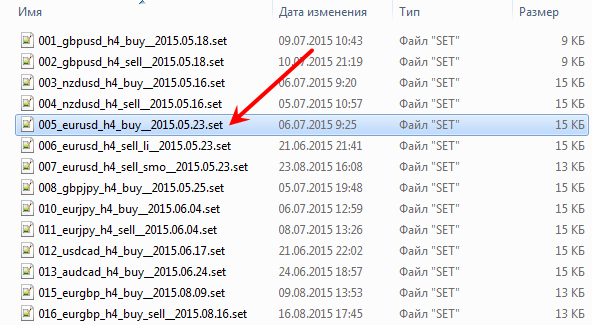 Имя Дата изменения Тип Размер
001_gbpusd_h4_buy__2015.05.18.set 09.07.2015 10:43 Файл "SET" 9 КБ
002_gbpusd_h4_sell__2015.05.18.set 10.07.2015 21:19 Файл "SET" 9 КБ
003_nzdusd_h4_buy__2015.05.16.set 06.07.2015 9:20 Файл "SET" 15 КБ
004_nzdusd_h4_sell__2015.05.16.set 05.07.2015 10:57 Файл "SET" 15 КБ
005_eurusd_h4_buy__2015.05.23.set 06.07.2015 9:25 Файл "SET" 15 КБ
006_eurusd_h4_sell_li__2015.05.23.set 21.06.2015 21:41 Файл "SET" 15 КБ
007_eurusd_h4_sell_smo__2015.05.23.set 23.08.2015 16:08 Файл "SET" 13 КБ
008_gbpjpy_h4_buy__2015.05.25.set 05.07.2015 19:48 Файл "SET" 15 КБ
010_eurjpy_h4_buy__2015.06.04.set 06.07.2015 12:59 Файл "SET" 15 КБ
011_eurjpy_h4_sell__2015.06.04.set 08.07.2015 13:26 Файл "SET" 15 КБ
012_usdcad_h4_buy__2015.06.17.set 21.06.2015 22:02 Файл "SET" 15 КБ
013_audcad_h4_buy__2015.06.24.set 24.06.2015 18:57 Файл "SET" 15 КБ
015_eurgbp_h4_buy__2015.08.09.set 09.08.2015 13:53 Файл "SET" 13 КБ
016_eurgbp_h4_buy_sell__2015.08.16.set 16.08.2015 17:45 Файл "SET" 13 КБ